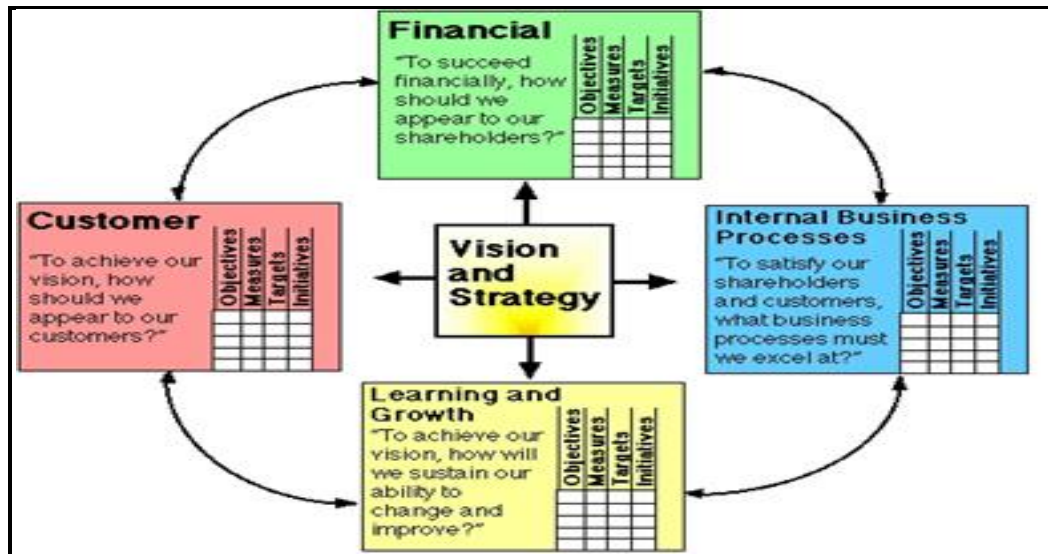 Financial
"To succeed
financially, how
should we
appear to our
shareholders?"
Objectives
Measures
Targets
Initiatives
Customer
"To achieve our
vision, how
should we
appear to our
customers?"
Objectives
Measures
Targets
Initiatives
Vision
and
Strategy
Internal Business
Processes
"To satisfy our
shareholders
and customers,
what business
processes must
we excel at?"
Objectives
Measures
Targets
Initiatives
Learning and
Growth
"To achieve our
vision, how will
we sustain our
ability to
change and
improve?"
Objectives
Measures
Targets
Initiatives